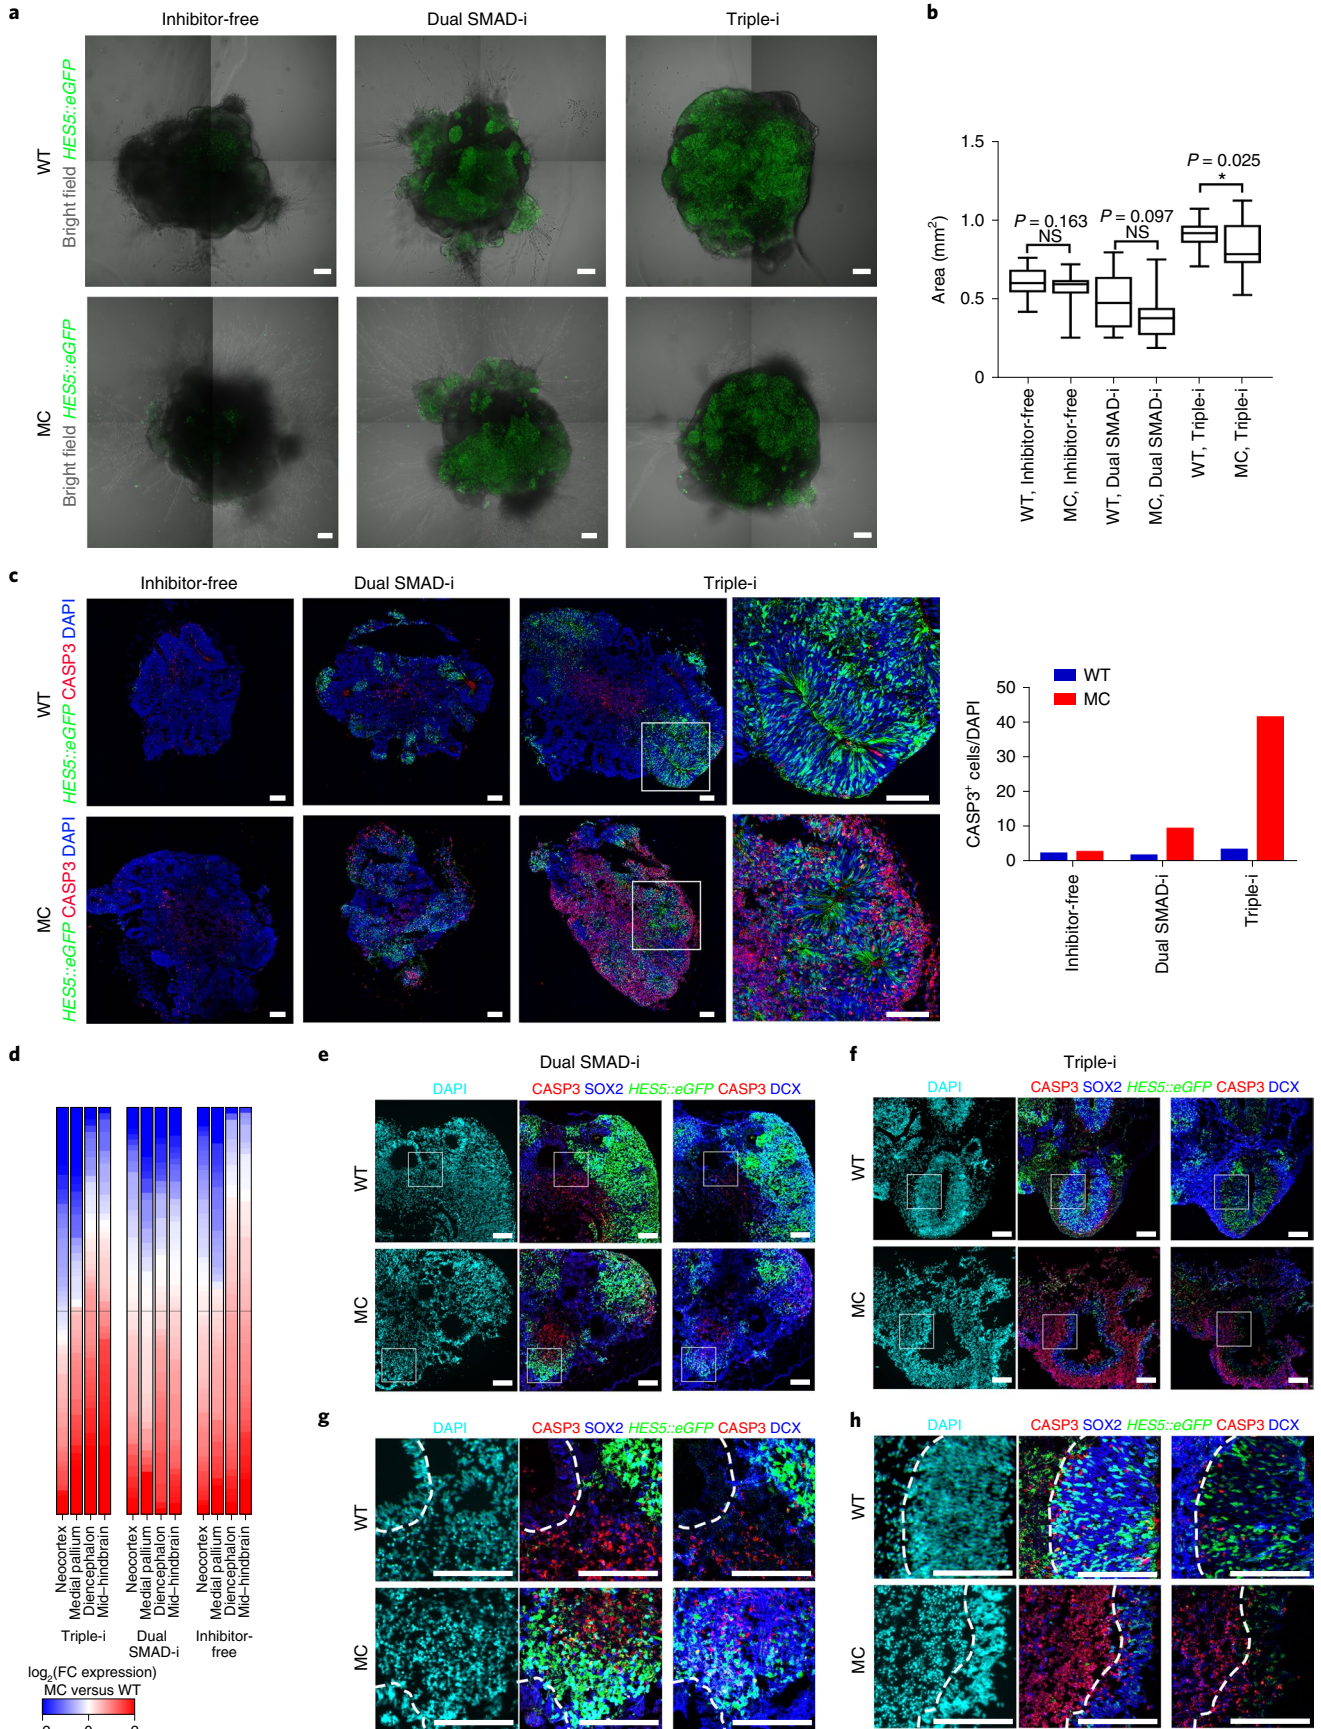 a
Inhibitor-free
Dual SMAD-i
Triple-i
WT
Bright field HES5::eGFP
MC
Bright field HES5::eGFP
b
Area (mm²)
1.5
1.0
0.5
0
P = 0.163
NS
P = 0.097
NS
P = 0.025
*
WT, Inhibitor-free
MC, Inhibitor-free
WT, Dual SMAD-i
MC, Dual SMAD-i
WT, Triple-i
MC, Triple-i
c
Inhibitor-free
Dual SMAD-i
Triple-i
WT
HES5::eGFP CASP3 DAPI
MC
HES5::eGFP CASP3 DAPI
WT
MC
CASP3⁺ cells/DAPI
50
40
30
20
10
0
Inhibitor-free
Dual SMAD-i
Triple-i
d
Neocortex
Medial pallium
Diencephalon
Mid–hindbrain
Neocortex
Medial pallium
Diencephalon
Mid–hindbrain
Neocortex
Medial pallium
Diencephalon
Mid–hindbrain
Triple-i
Dual
SMAD-i
Inhibitor-
free
log₂(FC expression)
MC versus WT
e
Dual SMAD-i
DAPI
CASP3 SOX2 HES5::eGFP CASP3 DCX
WT
MC
f
Triple-i
DAPI
CASP3 SOX2 HES5::eGFP CASP3 DCX
WT
MC
g
DAPI
CASP3 SOX2 HES5::eGFP CASP3 DCX
WT
MC
h
DAPI
CASP3 SOX2 HES5::eGFP CASP3 DCX
WT
MC